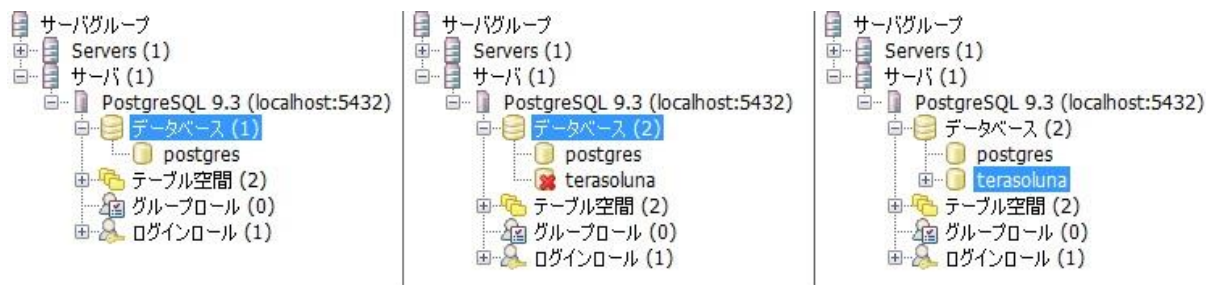 サーバグループ
Servers (1)
サーバ (1)
PostgreSQL 9.3 (localhost:5432)
データベース (1)
postgres
テーブル空間 (2)
グループロール (0)
ログインロール (1)
サーバグループ
Servers (1)
サーバ (1)
PostgreSQL 9.3 (localhost:5432)
データベース (2)
postgres
terasoluna
テーブル空間 (2)
グループロール (0)
ログインロール (1)
サーバグループ
Servers (1)
サーバ (1)
PostgreSQL 9.3 (localhost:5432)
データベース (2)
postgres
terasoluna
テーブル空間 (2)
グループロール (0)
ログインロール (1)